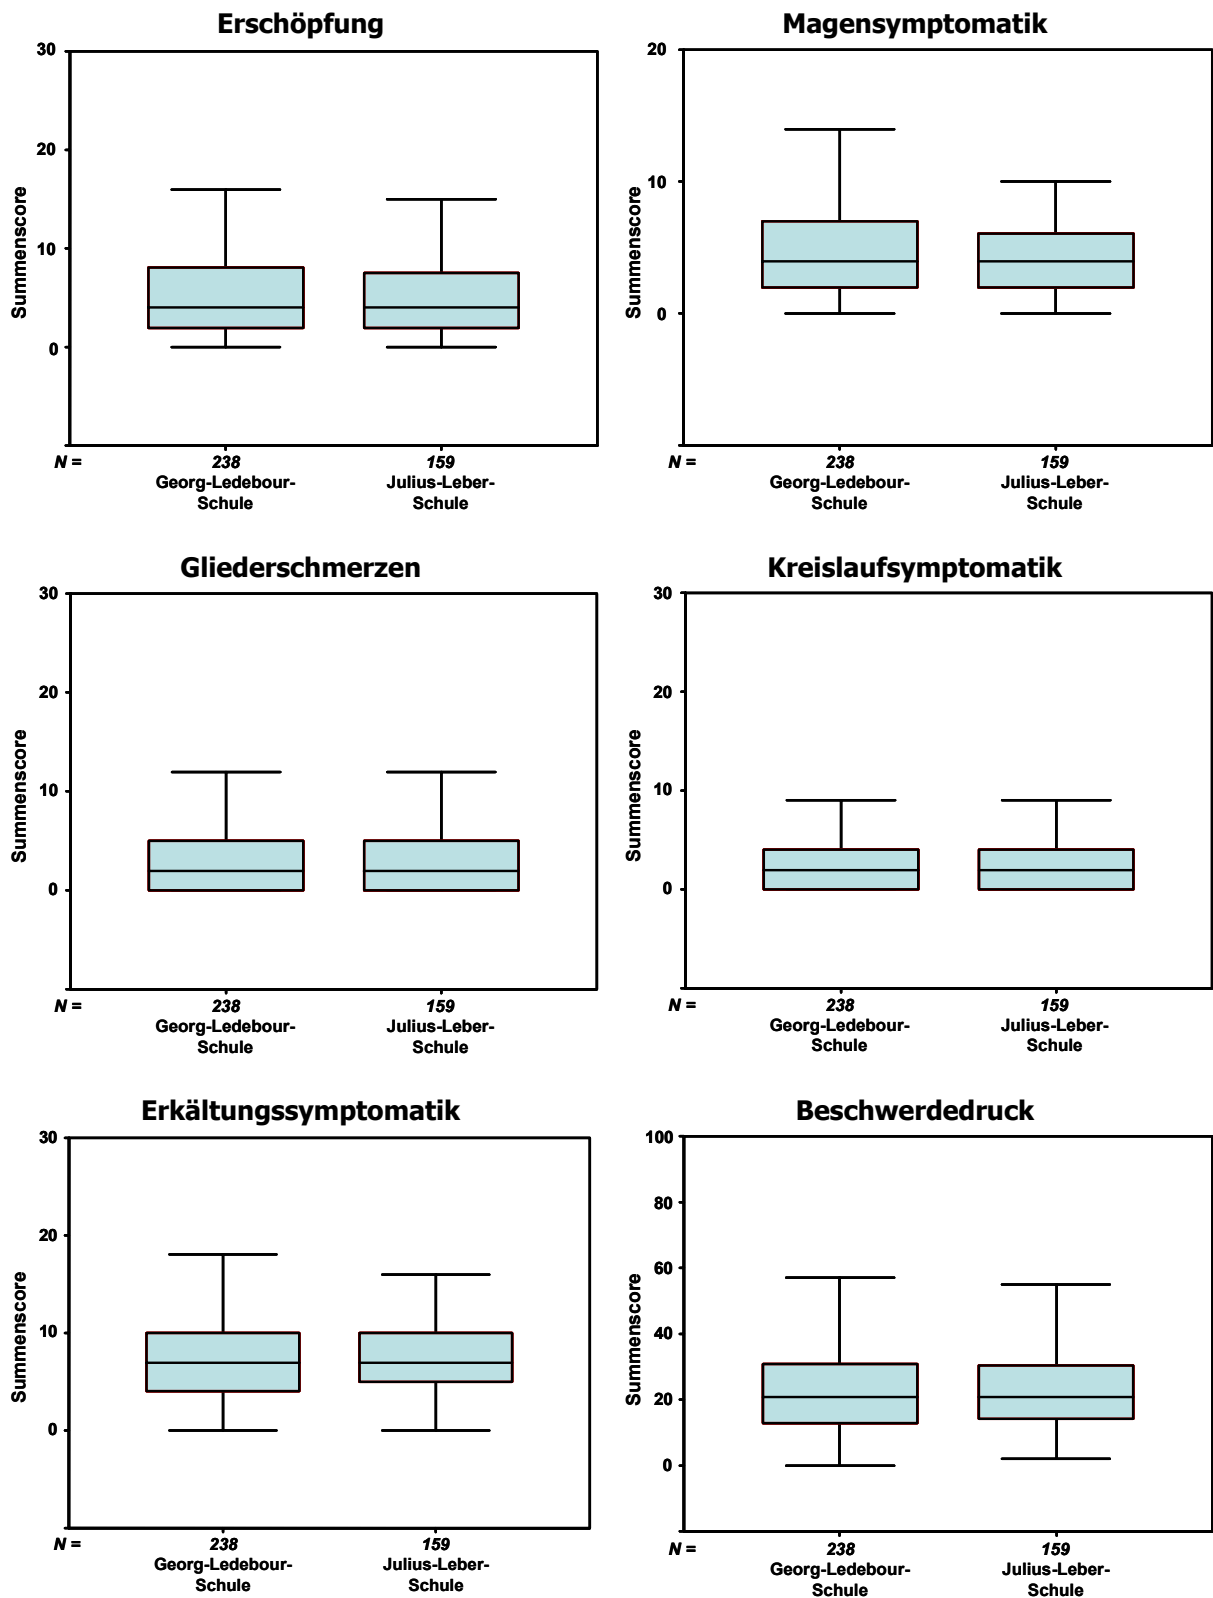 Erschöpfung
30
20
10
0
Summenscore
N =
238
159
Georg-Ledebour-
Schule
Julius-Leber-
Schule
Magensymptomatik
20
10
0
Summenscore
N =
238
159
Georg-Ledebour-
Schule
Julius-Leber-
Schule
Gliederschmerzen
30
20
10
0
Summenscore
N =
238
159
Georg-Ledebour-
Schule
Julius-Leber-
Schule
Kreislaufsymptomatik
30
20
10
0
Summenscore
N =
238
159
Georg-Ledebour-
Schule
Julius-Leber-
Schule
Erkältungssymptomatik
30
20
10
0
Summenscore
N =
238
159
Georg-Ledebour-
Schule
Julius-Leber-
Schule
Beschwerdedruck
100
80
60
40
20
0
Summenscore
N =
238
159
Georg-Ledebour-
Schule
Julius-Leber-
Schule